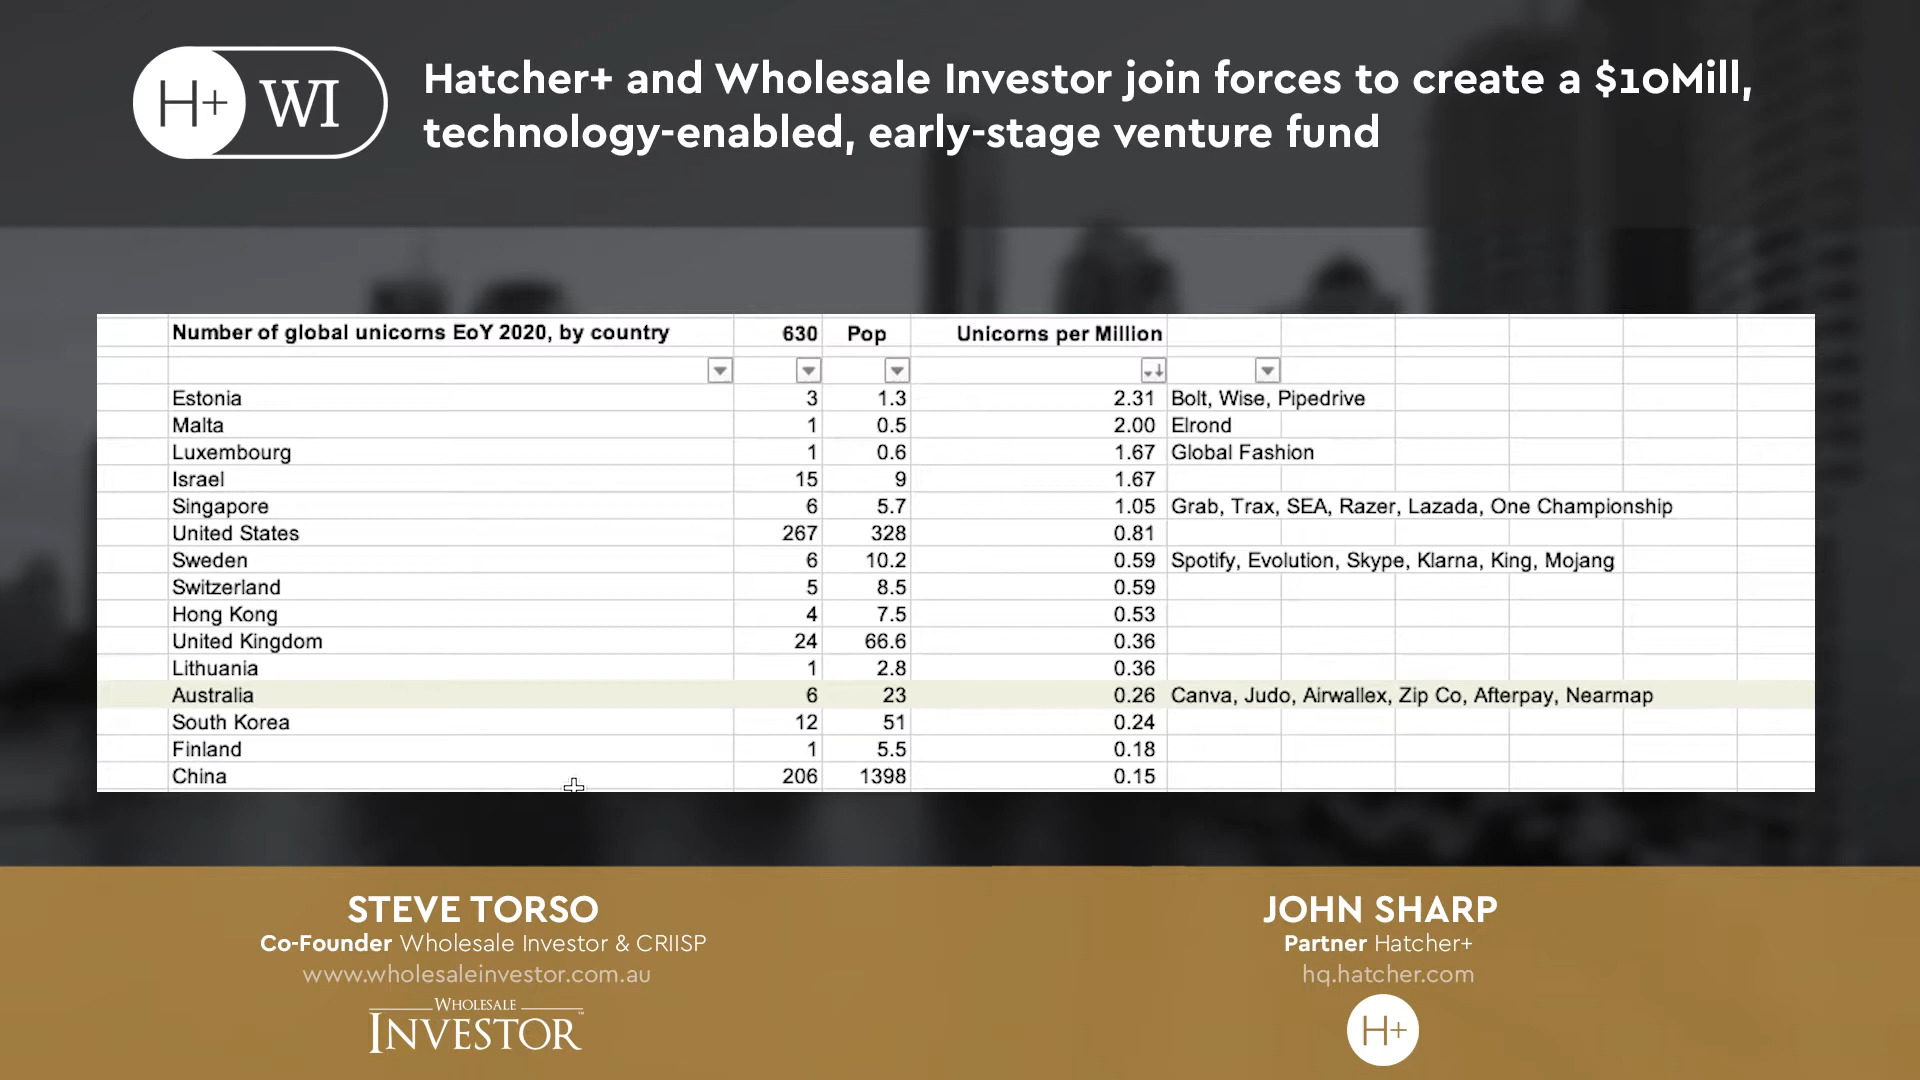 H+ WI
Hatcher+ and Wholesale Investor join forces to create a $10Mill,
technology-enabled, early-stage venture fund
Number of global unicorns EoY 2020, by country 630 Pop Unicorns per Million
Estonia 3 1.3 2.31 Bolt, Wise, Pipedrive
Malta 1 0.5 2.00 Elrond
Luxembourg 1 0.6 1.67 Global Fashion
Israel 15 9 1.67
Singapore 6 5.7 1.05 Grab, Trax, SEA, Razer, Lazada, One Championship
United States 267 328 0.81
Sweden 6 10.2 0.59 Spotify, Evolution, Skype, Klarna, King, Mojang
Switzerland 5 8.5 0.59
Hong Kong 4 7.5 0.53
United Kingdom 24 66.6 0.36
Lithuania 1 2.8 0.36
Australia 6 23 0.26 Canva, Judo, Airwallex, Zip Co, Afterpay, Nearmap
South Korea 12 51 0.24
Finland 1 5.5 0.18
China 206 1398 0.15
STEVE TORSO
Co-Founder Wholesale Investor & CRIISP
www.wholesaleinvestor.com.au
WHOLESALE
INVESTOR™
JOHN SHARP
Partner Hatcher+
hq.hatcher.com
H+